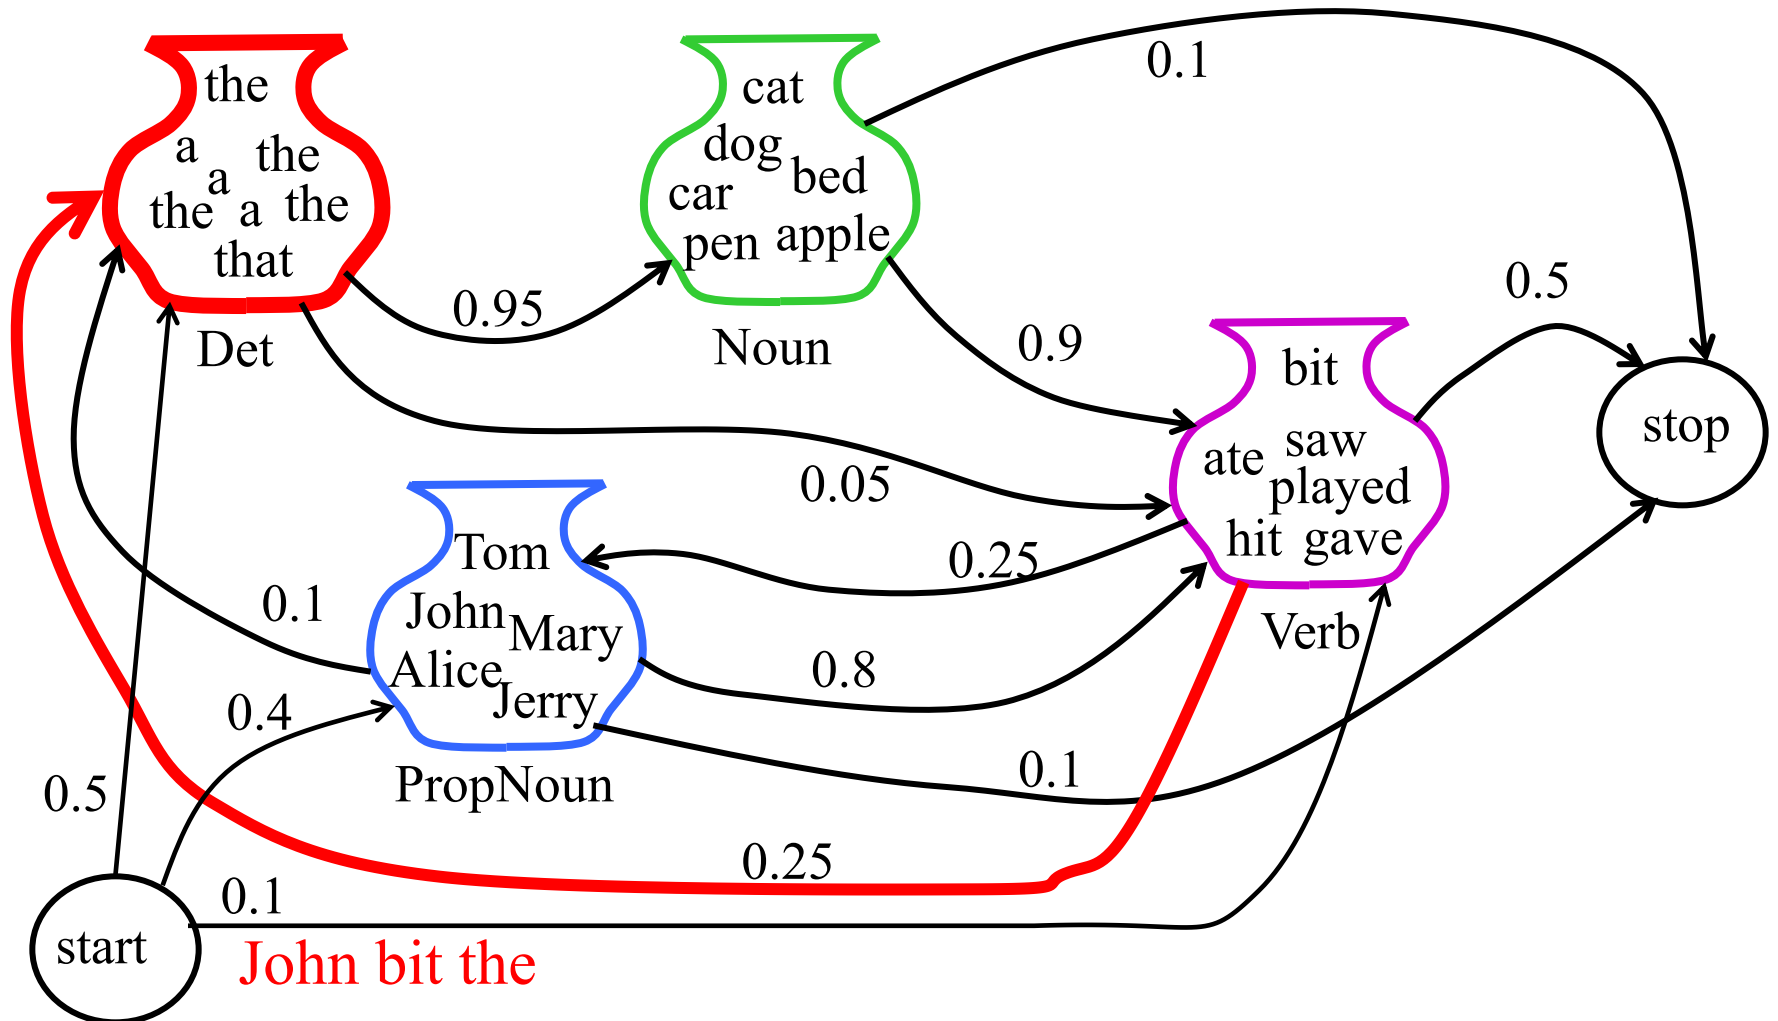 the
a
the
a
the a the
that
Det
cat
dog
bed
car
pen apple
Noun
0.1
0.95
0.9
0.5
bit
saw
ate
played
hit gave
Verb
stop
0.05
0.25
Tom
John
Mary
Alice
Jerry
PropNoun
0.1
0.8
0.4
0.5
0.1
0.25
0.1
start
John bit the